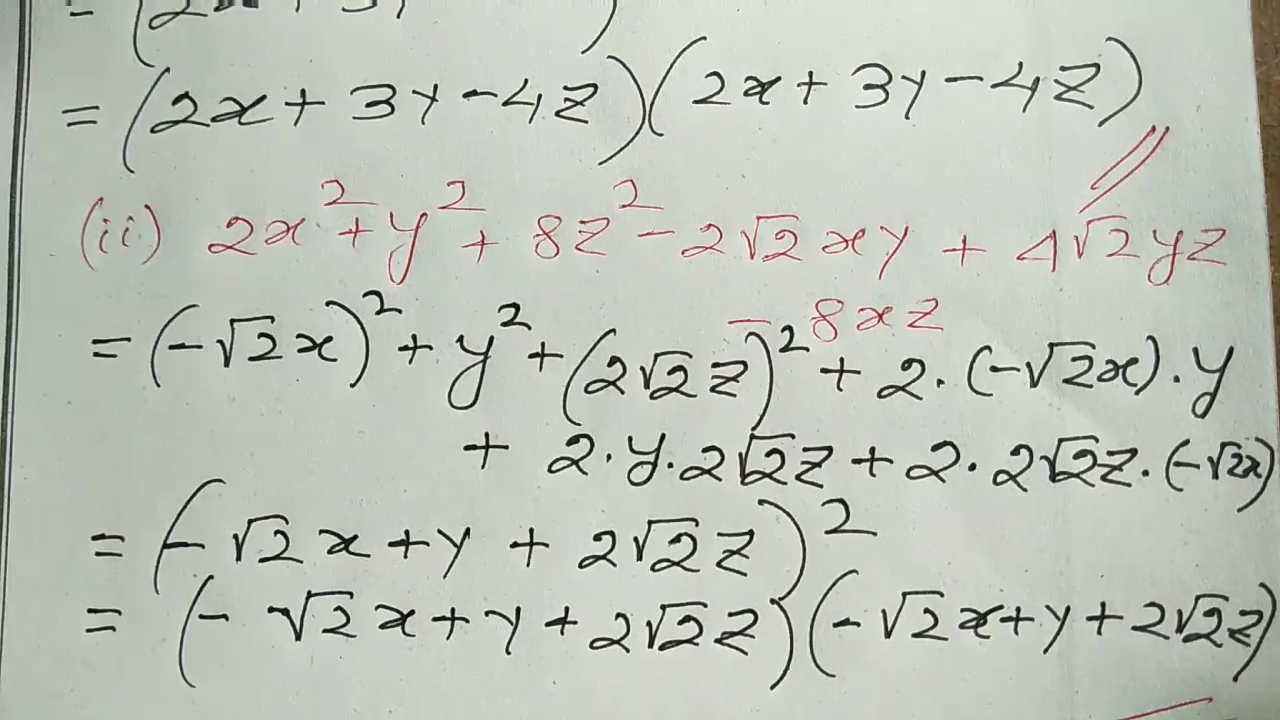 = (2x + 3y - 4z)(2x + 3y - 4z)
(ii) 2x² + y² + 8z² - 2√2xy + 4√2yz
- 8xz
= (-√2x)² + y² + (2√2z)² + 2·(-√2x)·y
+ 2·y·2√2z + 2·2√2z·(-√2x)
= (-√2x + y + 2√2z)²
= (-√2x + y + 2√2z)(-√2x + y + 2√2z)